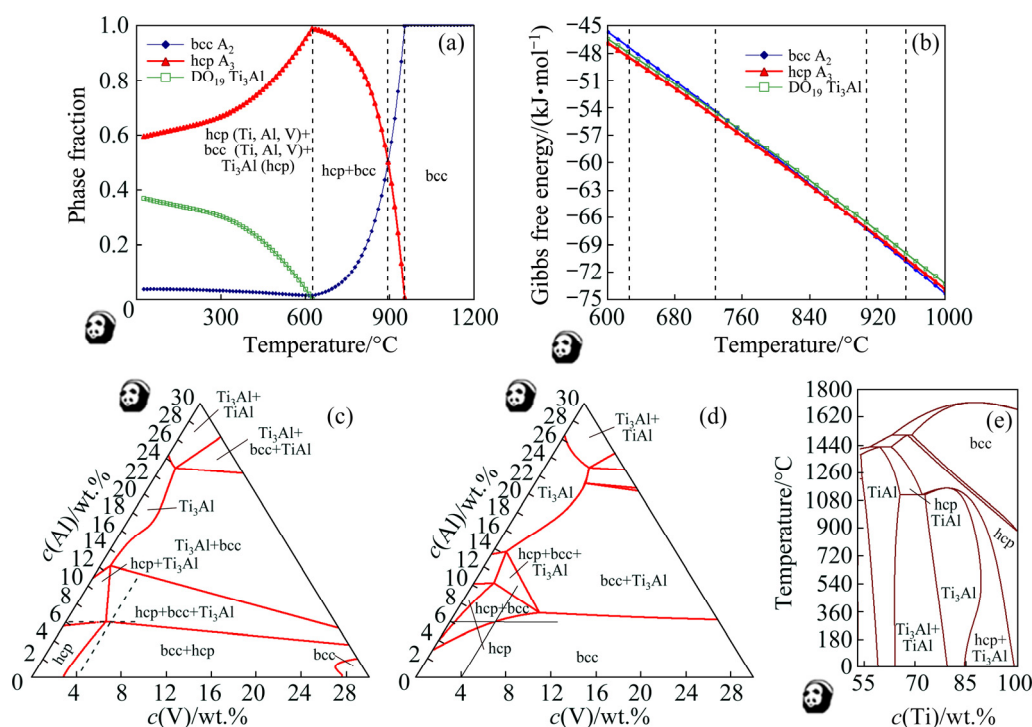 (a)
bcc A2
hcp A3
DO19 Ti3Al
hcp (Ti, Al, V)+
bcc (Ti, Al, V)+
Ti3Al (hcp)
hcp+bcc
bcc
Phase fraction
1.0
0.8
0.6
0.4
0.2
0
0 300 600 900 1200
Temperature/°C
(b)
bcc A2
hcp A3
DO19 Ti3Al
Gibbs free energy/(kJ•mol−1)
−45
−48
−51
−54
−57
−60
−63
−66
−69
−72
−75
600 680 760 840 920 1000
Temperature/°C
(c)
30
28
26
24
22
20
18
16
14
12
10
8
6
4
2
c(Al)/wt.%
Ti3Al+
TiAl
Ti3Al+
bcc+TiAl
Ti3Al
Ti3Al+bcc
hcp+Ti3Al
hcp+bcc+Ti3Al
hcp
bcc+hcp
bcc
4 8 12 16 20 24 28
c(V)/wt.%
(d)
30
28
26
24
22
20
18
16
14
12
10
8
6
4
2
c(Al)/wt.%
Ti3Al+
TiAl
Ti3Al
hcp+bcc+
Ti3Al
bcc+Ti3Al
hcp+bcc
hcp
bcc
4 8 12 16 20 24 30
c(V)/wt.%
(e)
1800
1620
1440
1260
1080
900
720
540
360
180
0
Temperature/°C
bcc
TiAl
hcp
TiAl
hcp
Ti3Al
Ti3Al+
TiAl
hcp+
Ti3Al
55 70 85 100
c(Ti)/wt.%